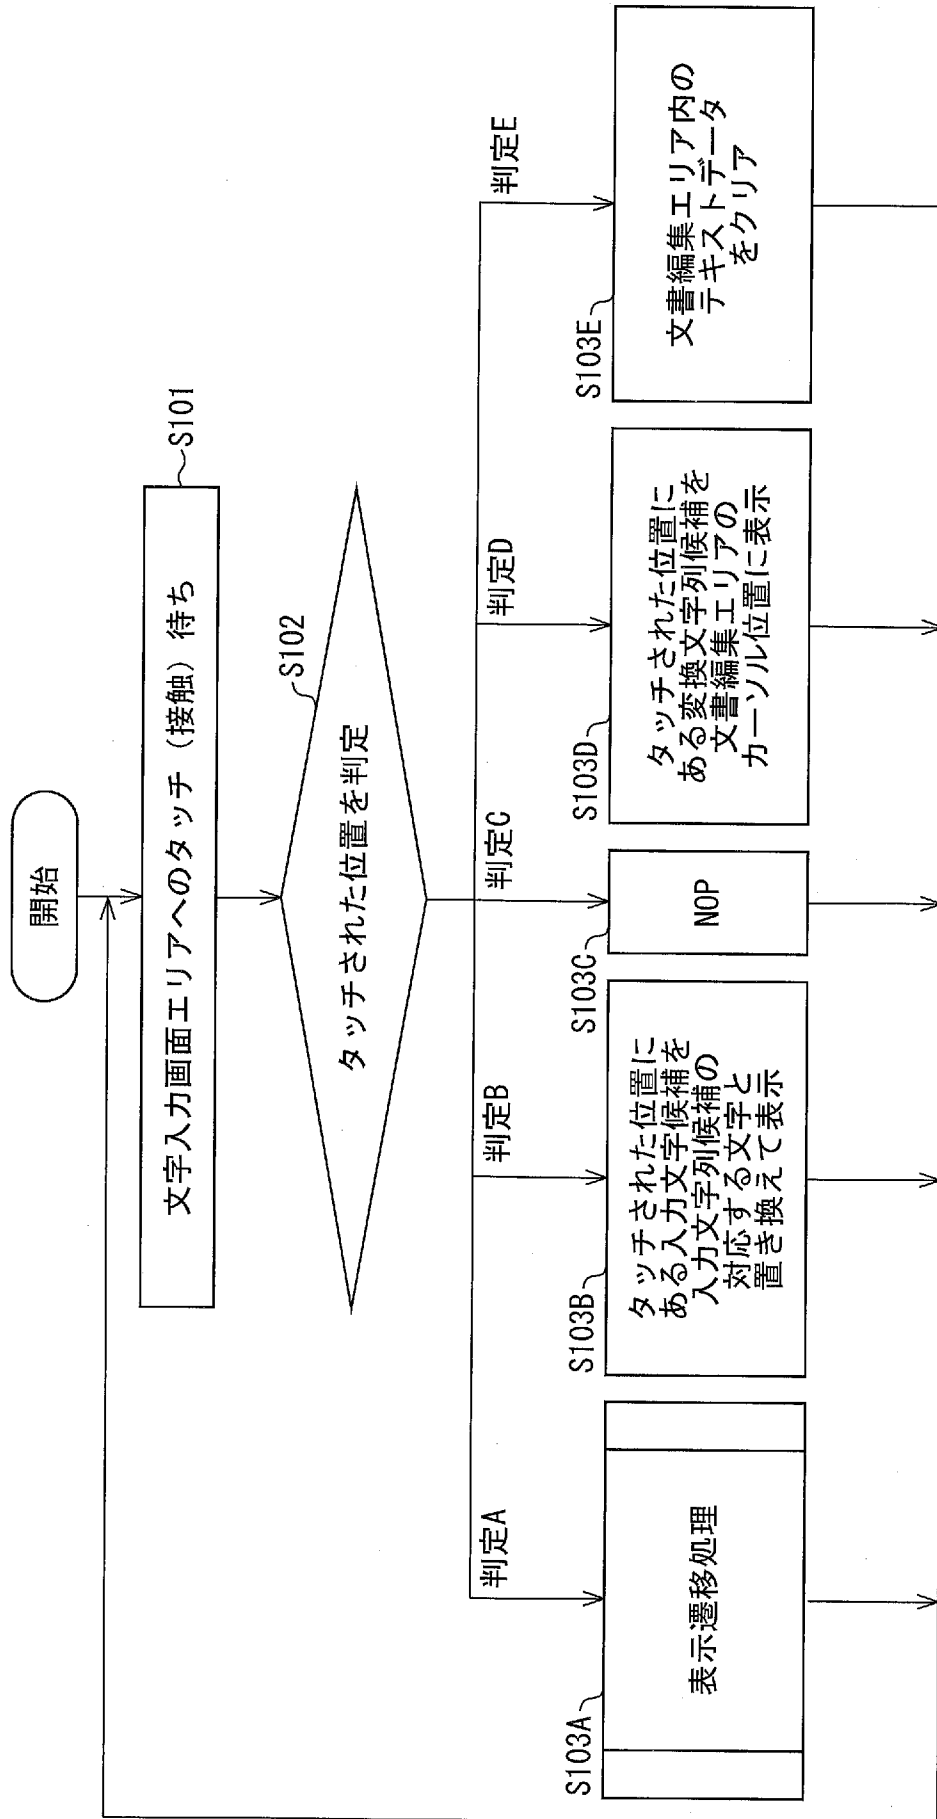 開始
文字入力画面エリアへのタッチ（接触）待ち
S101
タッチされた位置を判定
S102
判定A
判定B
判定C
判定D
判定E
S103A
表示遷移処理
S103B
タッチされた位置に
ある入力文字候補を
入力文字列候補の
対応する文字と
置き換えて表示
S103C
NOP
S103D
タッチされた位置に
ある変換文字列候補を
文書編集エリアの
カーソル位置に表示
S103E
文書編集エリア内の
テキストデータ
をクリア